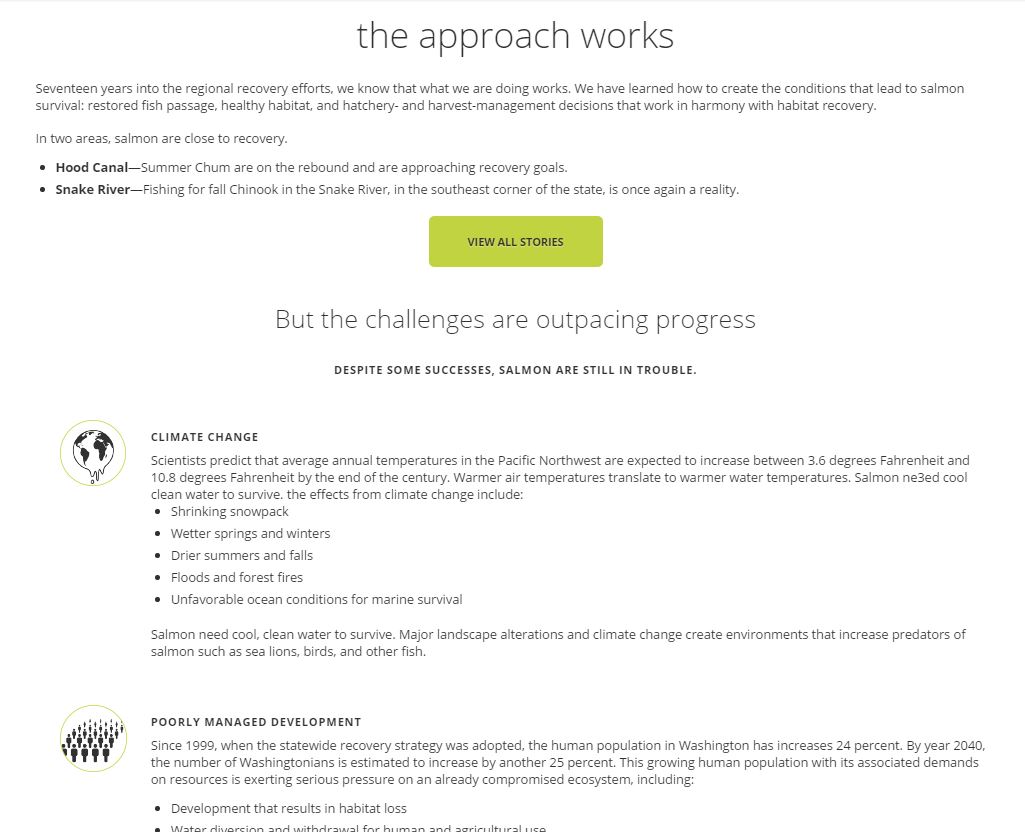 the approach works
Seventeen years into the regional recovery efforts, we know that what we are doing works. We have learned how to create the conditions that lead to salmon
survival: restored fish passage, healthy habitat, and hatchery- and harvest-management decisions that work in harmony with habitat recovery.
In two areas, salmon are close to recovery.
• Hood Canal—Summer Chum are on the rebound and are approaching recovery goals.
• Snake River—Fishing for fall Chinook in the Snake River, in the southeast corner of the state, is once again a reality.
VIEW ALL STORIES
But the challenges are outpacing progress
DESPITE SOME SUCCESSES, SALMON ARE STILL IN TROUBLE.
CLIMATE CHANGE
Scientists predict that average annual temperatures in the Pacific Northwest are expected to increase between 3.6 degrees Fahrenheit and
10.8 degrees Fahrenheit by the end of the century. Warmer air temperatures translate to warmer water temperatures. Salmon ne3ed cool
clean water to survive. the effects from climate change include:
• Shrinking snowpack
• Wetter springs and winters
• Drier summers and falls
• Floods and forest fires
• Unfavorable ocean conditions for marine survival
Salmon need cool, clean water to survive. Major landscape alterations and climate change create environments that increase predators of
salmon such as sea lions, birds, and other fish.
POORLY MANAGED DEVELOPMENT
Since 1999, when the statewide recovery strategy was adopted, the human population in Washington has increases 24 percent. By year 2040,
the number of Washingtonians is estimated to increase by another 25 percent. This growing human population with its associated demands
on resources is exerting serious pressure on an already compromised ecosystem, including:
• Development that results in habitat loss
• Water diversion and withdrawal for human and agricultural use